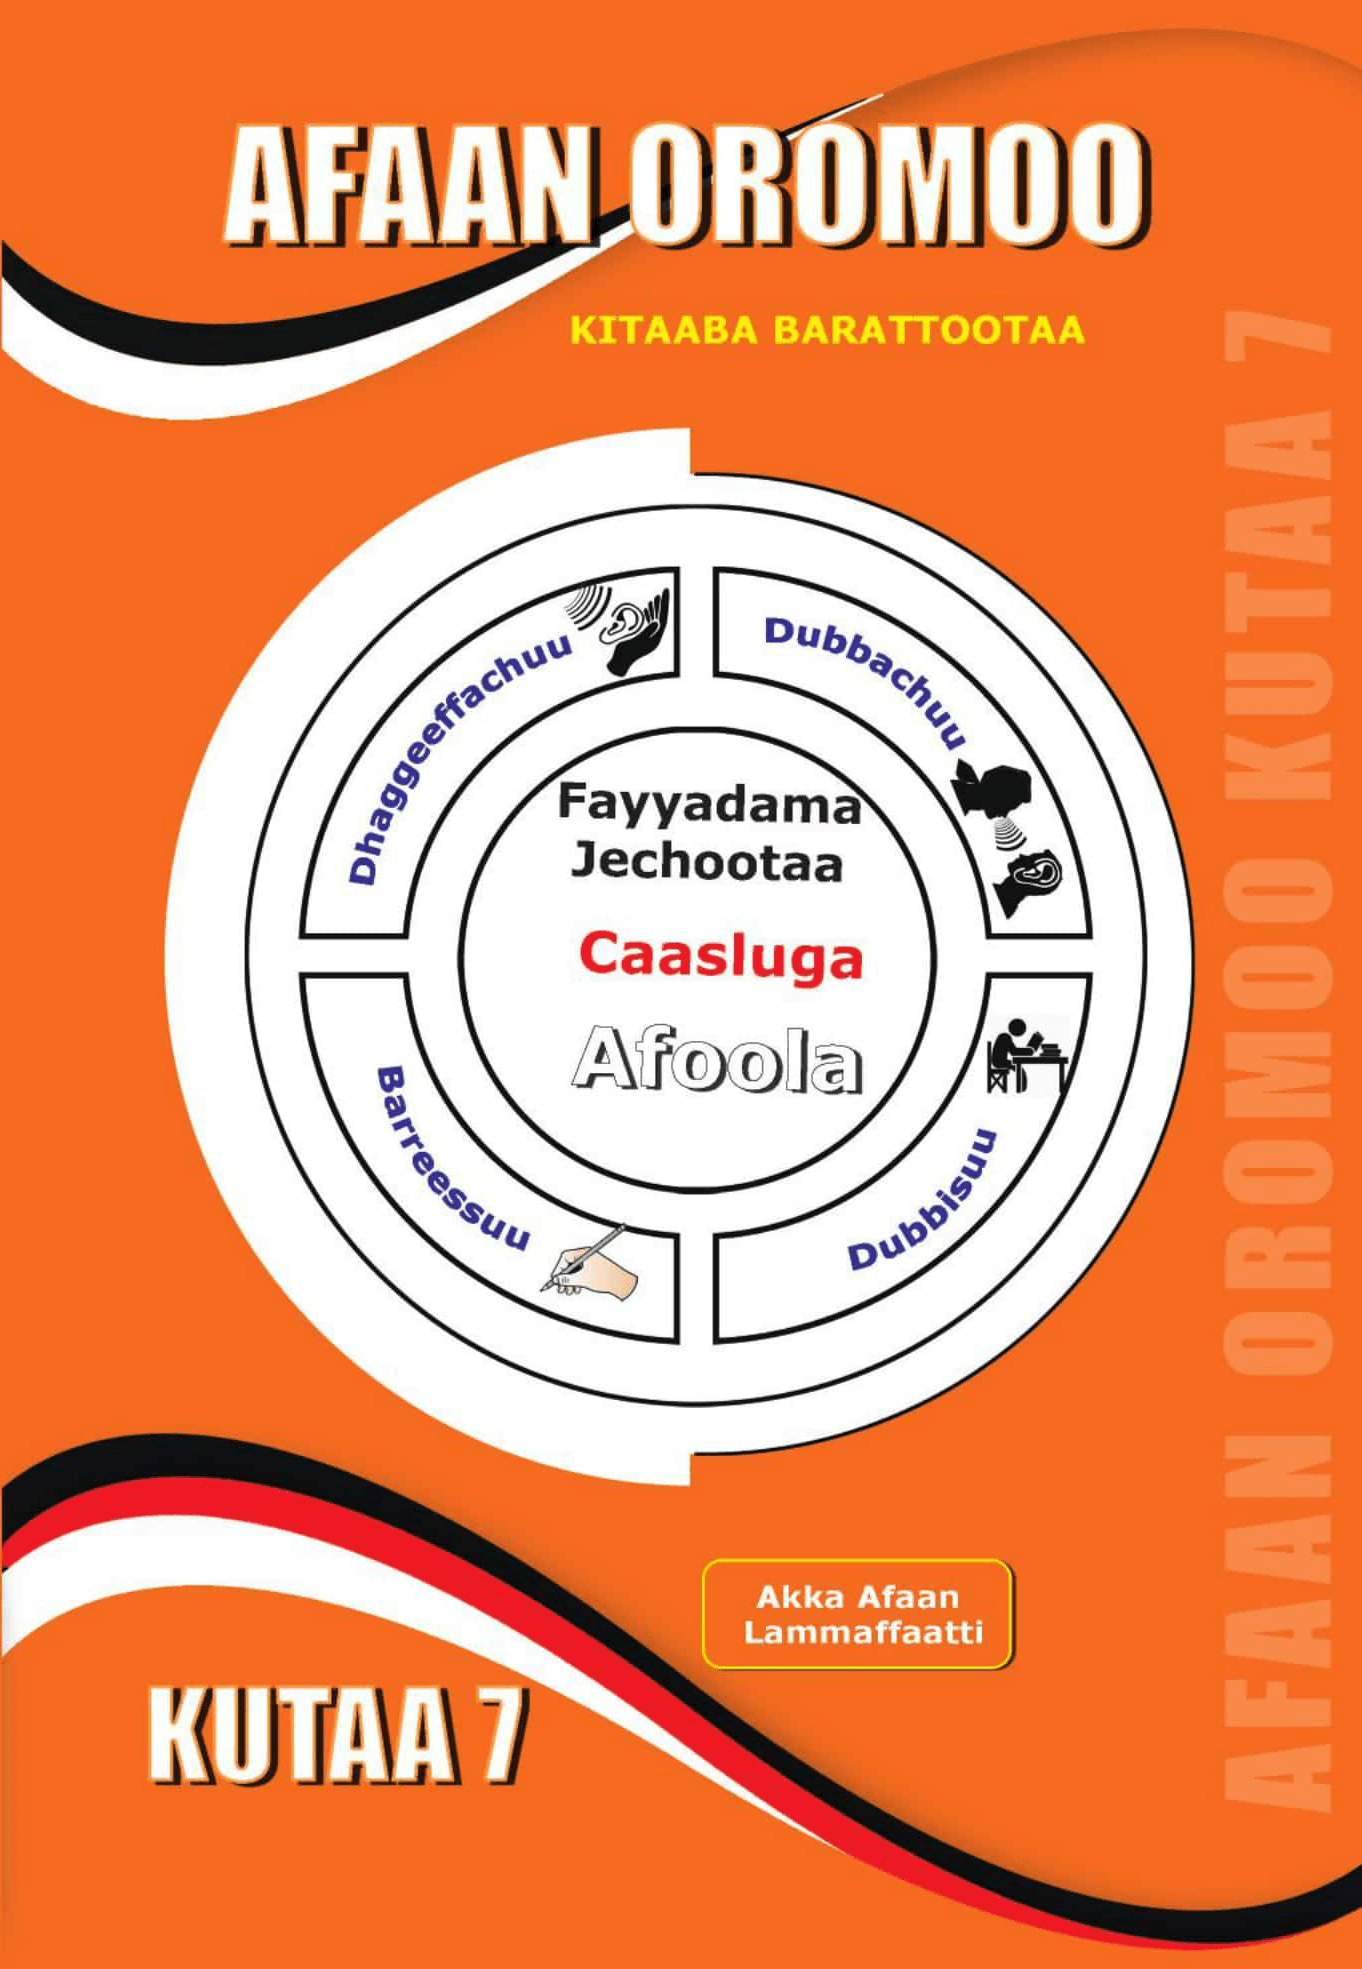 AFAAN OROMOO
KITAABA BARATTOOTAA
Dhaggeeffachuu
Dubbachuu
Fayyadama
Jechootaa
Caasluga
Afoola
Barreessuu
Dubbisuu
Akka Afaan
Lammaffaatti
KUTAA 7
AFAAN OROMOO KUTAA 7